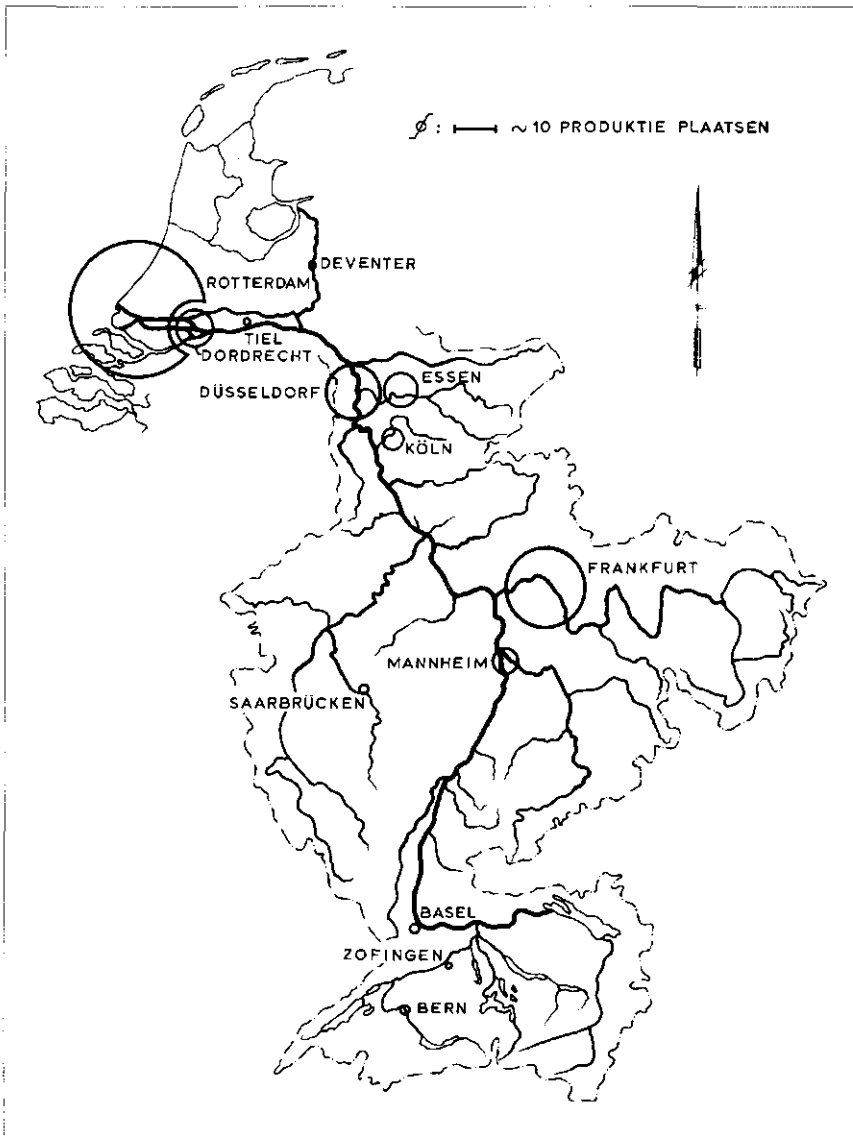 ∅: ⊢⊣ ~10 PRODUKTIE PLAATSEN
DEVENTER
ROTTERDAM
TIEL
DORDRECHT
DÜSSELDORF
ESSEN
KÖLN
FRANKFURT
MANNHEIM
SAARBRÜCKEN
BASEL
ZOFINGEN
BERN